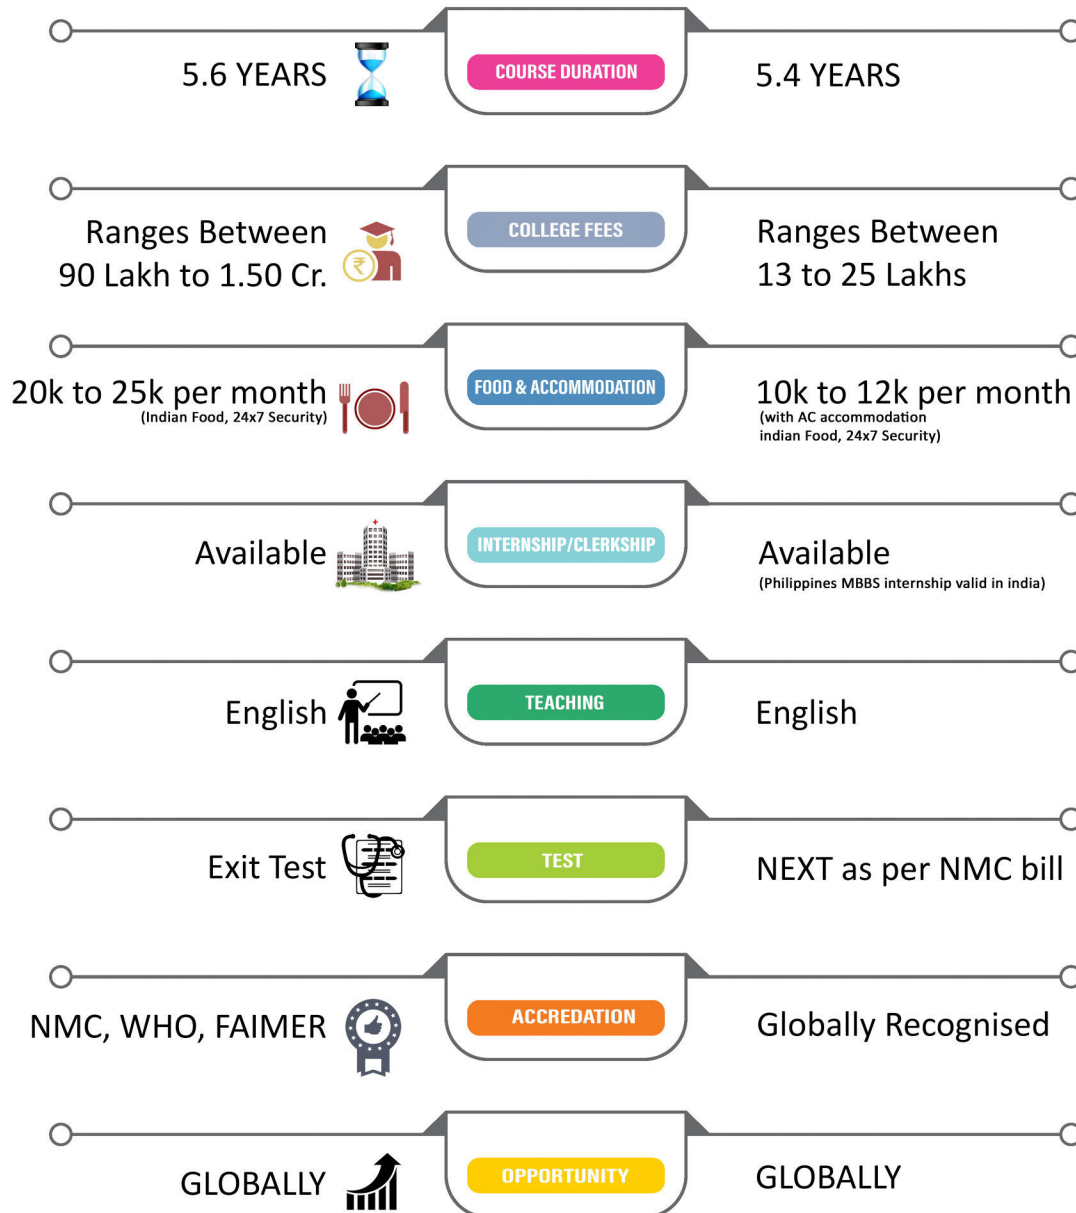 5.6 YEARS
COURSE DURATION
5.4 YEARS
Ranges Between
90 Lakh to 1.50 Cr.
₹
COLLEGE FEES
Ranges Between
13 to 25 Lakhs
20k to 25k per month
(Indian Food, 24x7 Security)
FOOD & ACCOMMODATION
10k to 12k per month
(with AC accommodation
indian Food, 24x7 Security)
Available
INTERNSHIP/CLERKSHIP
Available
(Philippines MBBS internship valid in india)
English
TEACHING
English
Exit Test
TEST
NEXT as per NMC bill
NMC, WHO, FAIMER
ACCREDATION
Globally Recognised
GLOBALLY
OPPORTUNITY
GLOBALLY